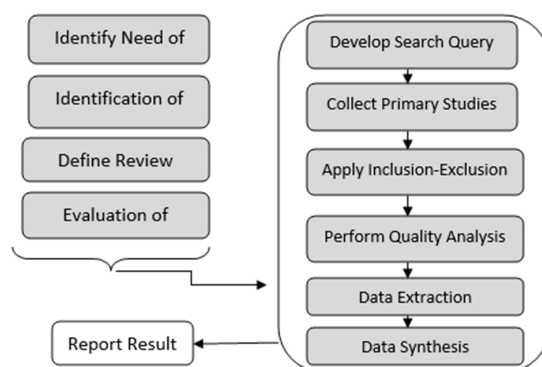 Identify Need of
Identification of
Define Review
Evaluation of
Develop Search Query
Collect Primary Studies
Apply Inclusion-Exclusion
Perform Quality Analysis
Data Extraction
Data Synthesis
Report Result